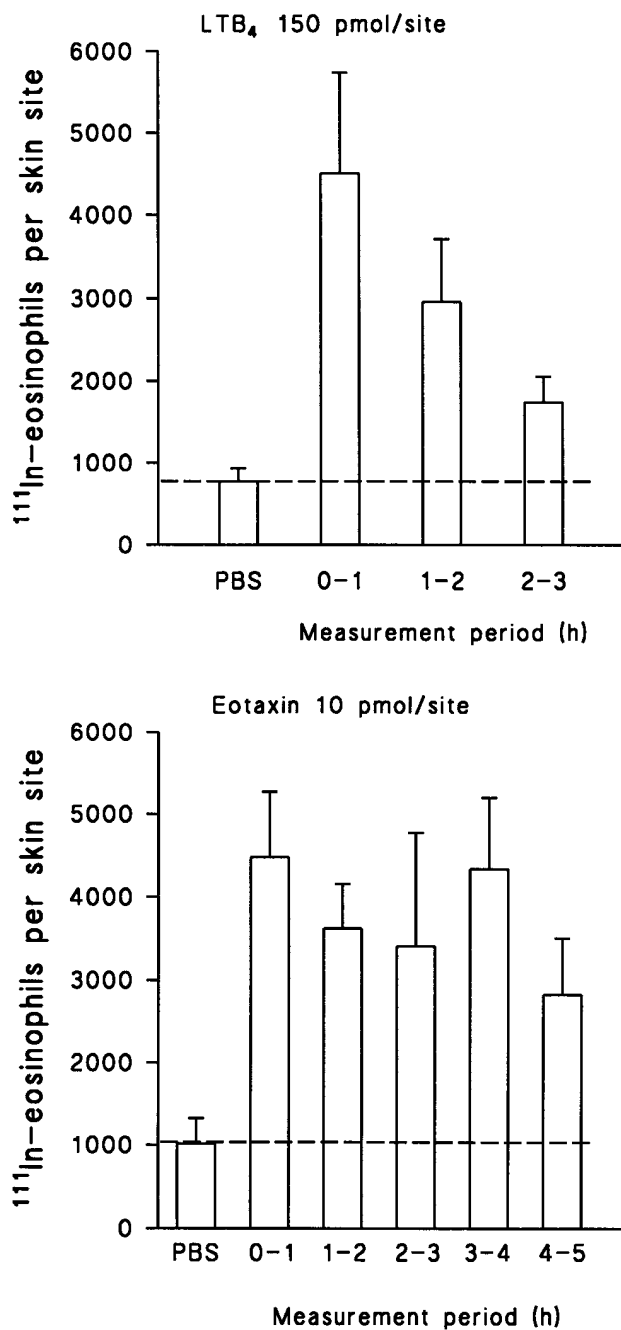 LTB₄ 150 pmol/site
¹¹¹In-eosinophils per skin site
6000
5000
4000
3000
2000
1000
0
PBS 0-1 1-2 2-3
Measurement period (h)
Eotaxin 10 pmol/site
¹¹¹In-eosinophils per skin site
6000
5000
4000
3000
2000
1000
0
PBS 0-1 1-2 2-3 3-4 4-5
Measurement period (h)